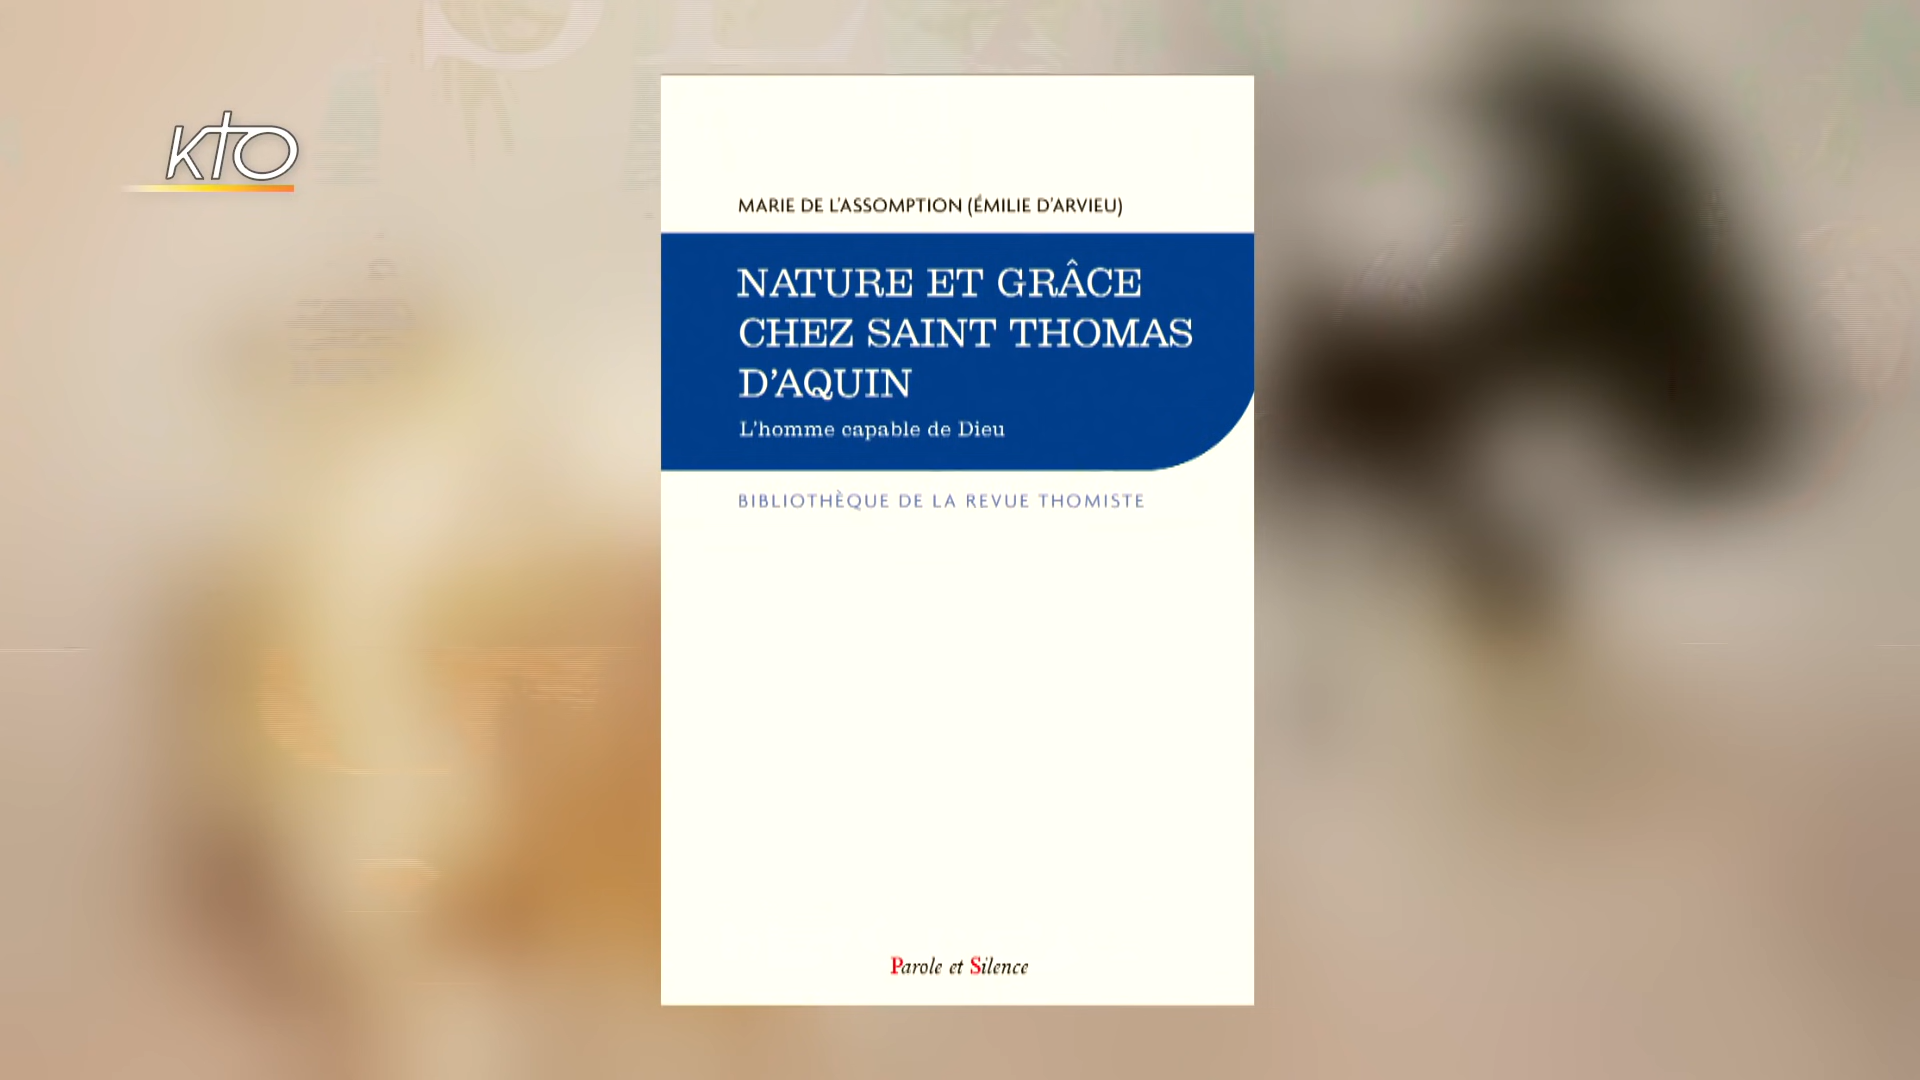 kto
MARIE DE L'ASSOMPTION (ÉMILIE D'ARVIEU)
NATURE ET GRÂCE
CHEZ SAINT THOMAS
D'AQUIN
L'homme capable de Dieu
BIBLIOTHÈQUE DE LA REVUE THOMISTE
Parole et Silence